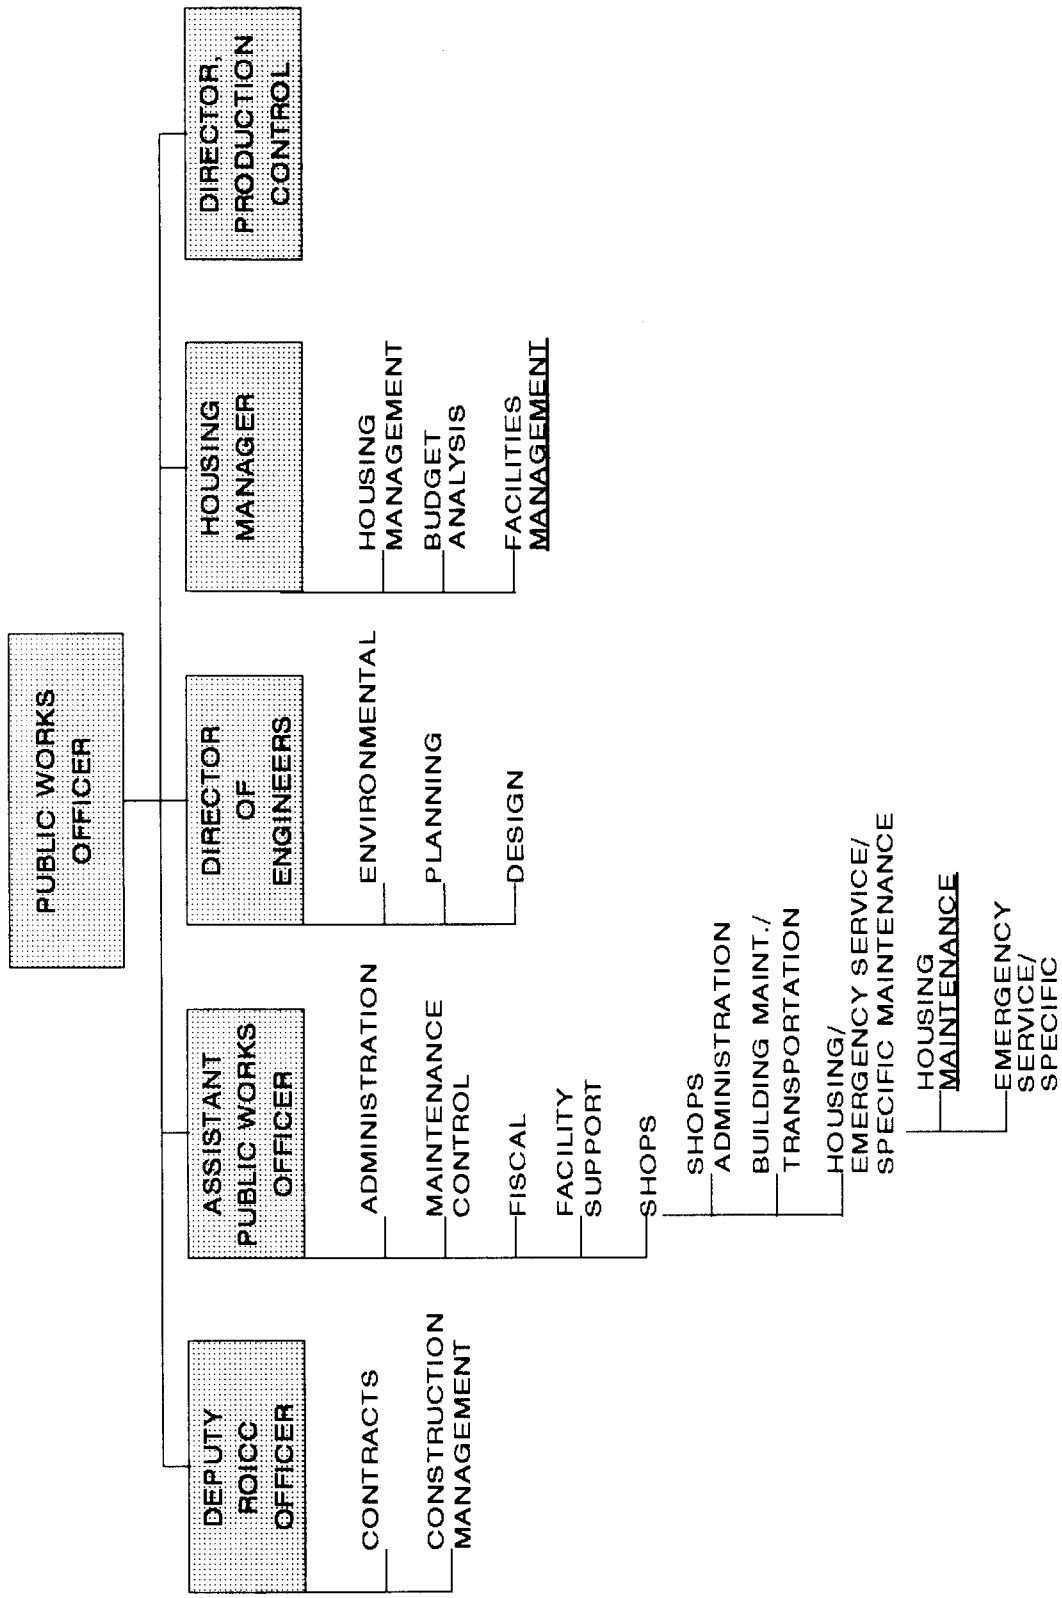 PUBLIC WORKS
OFFICER
DEPUTY
ROICC
OFFICER
CONTRACTS
CONSTRUCTION
MANAGEMENT
ASSISTANT
PUBLIC WORKS
OFFICER
ADMINISTRATION
MAINTENANCE
CONTROL
FISCAL
FACILITY
SUPPORT
SHOPS
SHOPS
ADMINISTRATION
BUILDING MAINT./
TRANSPORTATION
HOUSING/
EMERGENCY SERVICE/
SPECIFIC MAINTENANCE
HOUSING
MAINTENANCE
EMERGENCY
SERVICE/
SPECIFIC
DIRECTOR
OF
ENGINEERS
ENVIRONMENTAL
PLANNING
DESIGN
HOUSING
MANAGER
HOUSING
MANAGEMENT
BUDGET
ANALYSIS
FACILITIES
MANAGEMENT
DIRECTOR,
PRODUCTION
CONTROL